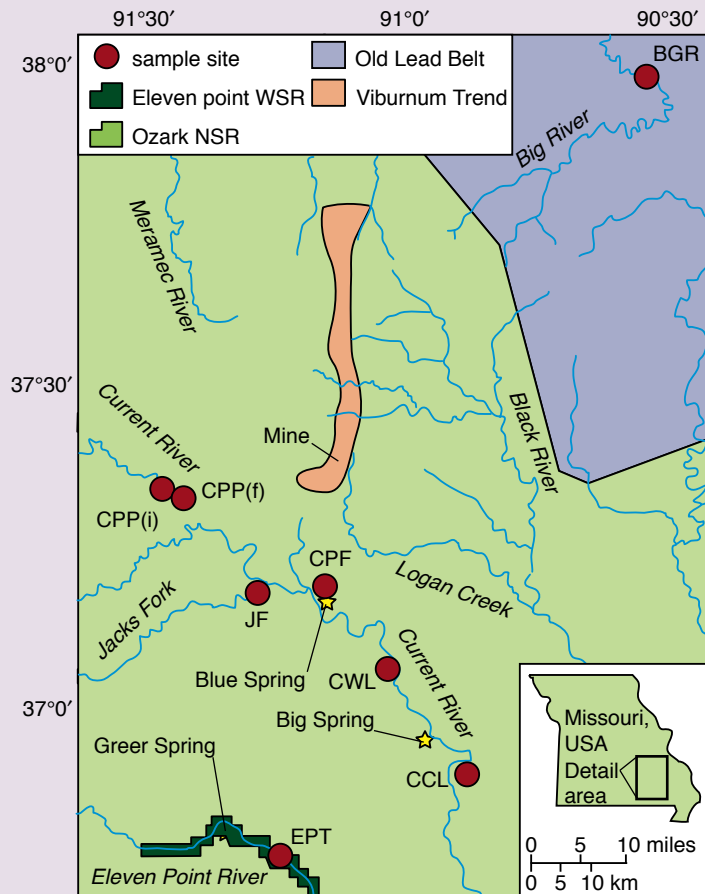 91°30'
91°0'
90°30'
38°0'
37°30'
37°0'
sample site
Old Lead Belt
Eleven point WSR
Viburnum Trend
Ozark NSR
BGR
Big River
Meramec River
Current River
Black River
Mine
CPP(f)
CPP(i)
CPF
Logan Creek
Jacks Fork
JF
Current River
Blue Spring
CWL
Big Spring
Greer Spring
CCL
EPT
Eleven Point River
Missouri,
USA
Detail
area
0 5 10 miles
0 5 10 km